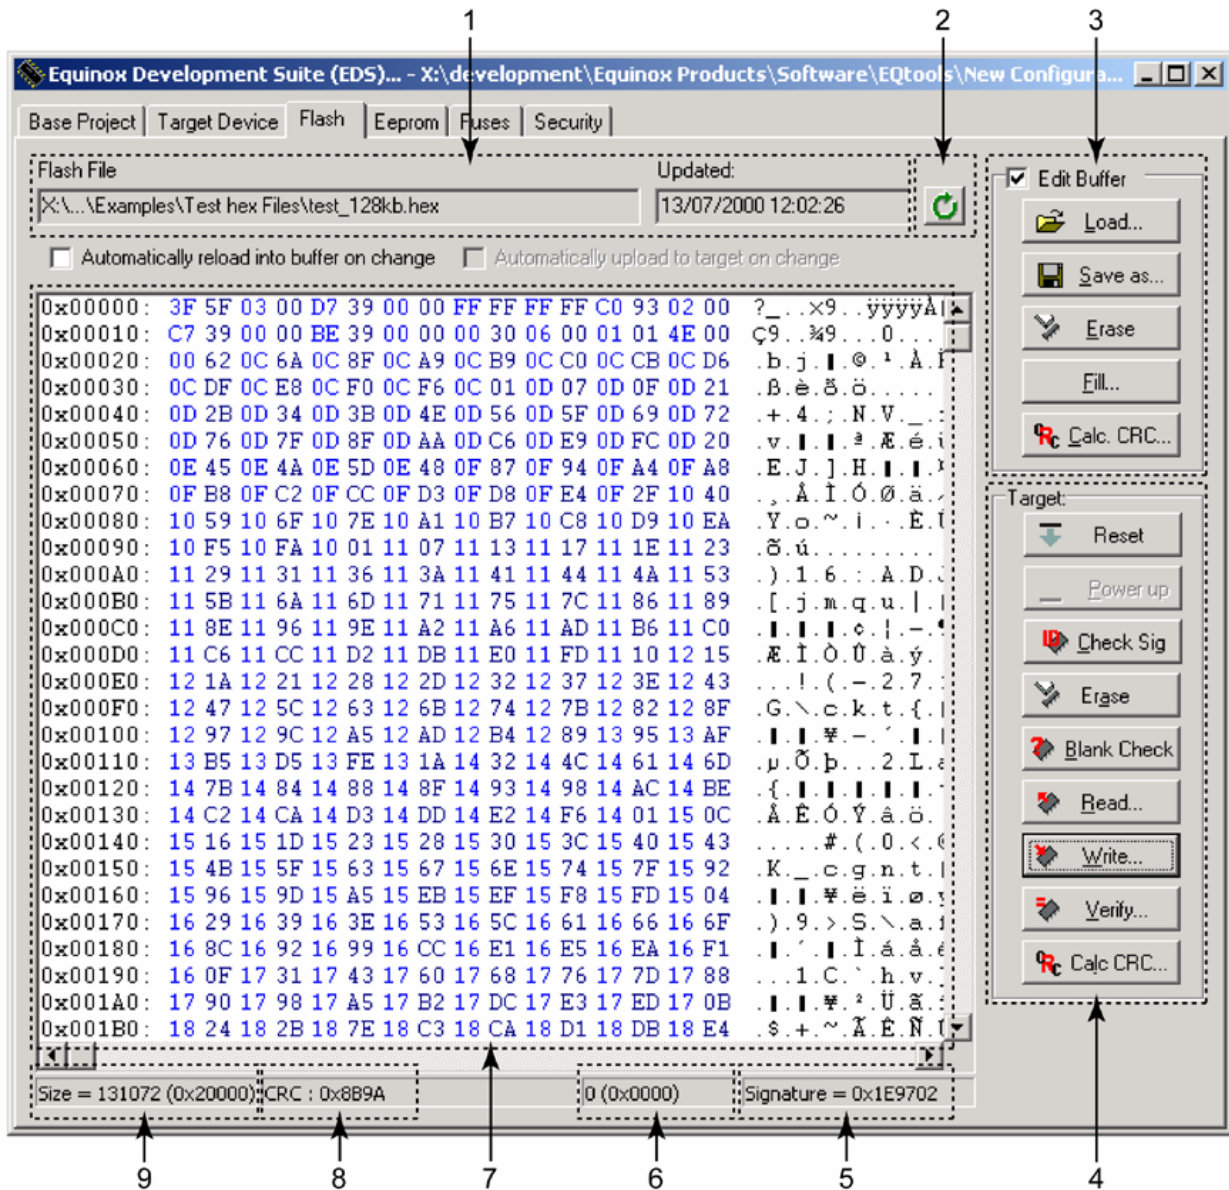 1 2 3
Equinox Development Suite (EDS)... - X:\development\Equinox Products\Software\EQtools\New Configura...
Base Project Target Device Flash Eeprom Fuses Security
Flash File Updated:
X:\...\Examples\Test hex Files\test_128kb.hex 13/07/2000 12:02:26
Automatically reload into buffer on change Automatically upload to target on change
Edit Buffer
Load...
Save as...
Erase
Fill...
Calc. CRC...
Target:
Reset
Power up
Check Sig
Erase
Blank Check
Read...
Write...
Verify...
Calc CRC...
0x00000: 3F 5F 03 00 D7 39 00 00 FF FF FF FF C0 93 02 00 ?_..×9..ÿÿÿÿÀ
0x00010: C7 39 00 00 BE 39 00 00 00 30 06 00 01 01 4E 00 Ç9..¾9...0....
0x00020: 00 62 0C 6A 0C 8F 0C A9 0C B9 0C C0 0C CB 0C D6 .b.j.▮.©.¹.À.
0x00030: 0C DF 0C E8 0C F0 0C F6 0C 01 0D 07 0D 0F 0D 21 .ß.è.ð.ö......
0x00040: 0D 2B 0D 34 0D 3B 0D 4E 0D 56 0D 5F 0D 69 0D 72 .+.4.;.N.V._.
0x00050: 0D 76 0D 7F 0D 8F 0D AA 0D C6 0D E9 0D FC 0D 20 .v.▮.▮.ª.Æ.é.
0x00060: 0E 45 0E 4A 0E 5D 0E 48 0F 87 0F 94 0F A4 0F A8 .E.J.].H.▮.▮.
0x00070: 0F B8 0F C2 0F CC 0F D3 0F D8 0F E4 0F 2F 10 40 .¸.Â.Ì.Ó.Ø.ä.
0x00080: 10 59 10 6F 10 7E 10 A1 10 B7 10 C8 10 D9 10 EA .Y.o.~.¡.·.È.
0x00090: 10 F5 10 FA 10 01 11 07 11 13 11 17 11 1E 11 23 .õ.ú..........
0x000A0: 11 29 11 31 11 36 11 3A 11 41 11 44 11 4A 11 53 .).1.6.:.A.D.
0x000B0: 11 5B 11 6A 11 6D 11 71 11 75 11 7C 11 86 11 89 .[.j.m.q.u.|.
0x000C0: 11 8E 11 96 11 9E 11 A2 11 A6 11 AD 11 B6 11 C0 .▮.▮.▮.¢.¦.–.
0x000D0: 11 C6 11 CC 11 D2 11 DB 11 E0 11 FD 11 10 12 15 .Æ.Ì.Ò.Û.à.ý.
0x000E0: 12 1A 12 21 12 28 12 2D 12 32 12 37 12 3E 12 43 ...!.(.–.2.7.
0x000F0: 12 47 12 5C 12 63 12 6B 12 74 12 7B 12 82 12 8F .G.\.c.k.t.{.
0x00100: 12 97 12 9C 12 A5 12 AD 12 B4 12 89 13 95 13 AF .▮.▮.¥.–.´.▮.
0x00110: 13 B5 13 D5 13 FE 13 1A 14 32 14 4C 14 61 14 6D .µ.Õ.þ...2.L.
0x00120: 14 7B 14 84 14 88 14 8F 14 93 14 98 14 AC 14 BE .{.▮.▮.▮.▮.▮.
0x00130: 14 C2 14 CA 14 D3 14 DD 14 E2 14 F6 14 01 15 0C .Â.Ê.Ó.Ý.â.ö.
0x00140: 15 16 15 1D 15 23 15 28 15 30 15 3C 15 40 15 43 .....#.(.0.<.
0x00150: 15 4B 15 5F 15 63 15 67 15 6E 15 74 15 7F 15 92 .K._.c.g.n.t.
0x00160: 15 96 15 9D 15 A5 15 EB 15 EF 15 F8 15 FD 15 04 .▮.▮.¥.ë.ï.ø.
0x00170: 16 29 16 39 16 3E 16 53 16 5C 16 61 16 66 16 6F .).9.>.S.\.a.
0x00180: 16 8C 16 92 16 99 16 CC 16 E1 16 E5 16 EA 16 F1 .▮.´.▮.Ì.á.å.
0x00190: 16 0F 17 31 17 43 17 60 17 68 17 76 17 7D 17 88 ...1.C.`.h.v.
0x001A0: 17 90 17 98 17 A5 17 B2 17 DC 17 E3 17 ED 17 0B .▮.▮.¥.².Ü.ã.
0x001B0: 18 24 18 2B 18 7E 18 C3 18 CA 18 D1 18 DB 18 E4 .$.+.~.Ã.Ê.Ñ.
Size = 131072 (0x20000) CRC : 0x8B9A 0 (0x0000) Signature = 0x1E9702
9 8 7 6 5 4